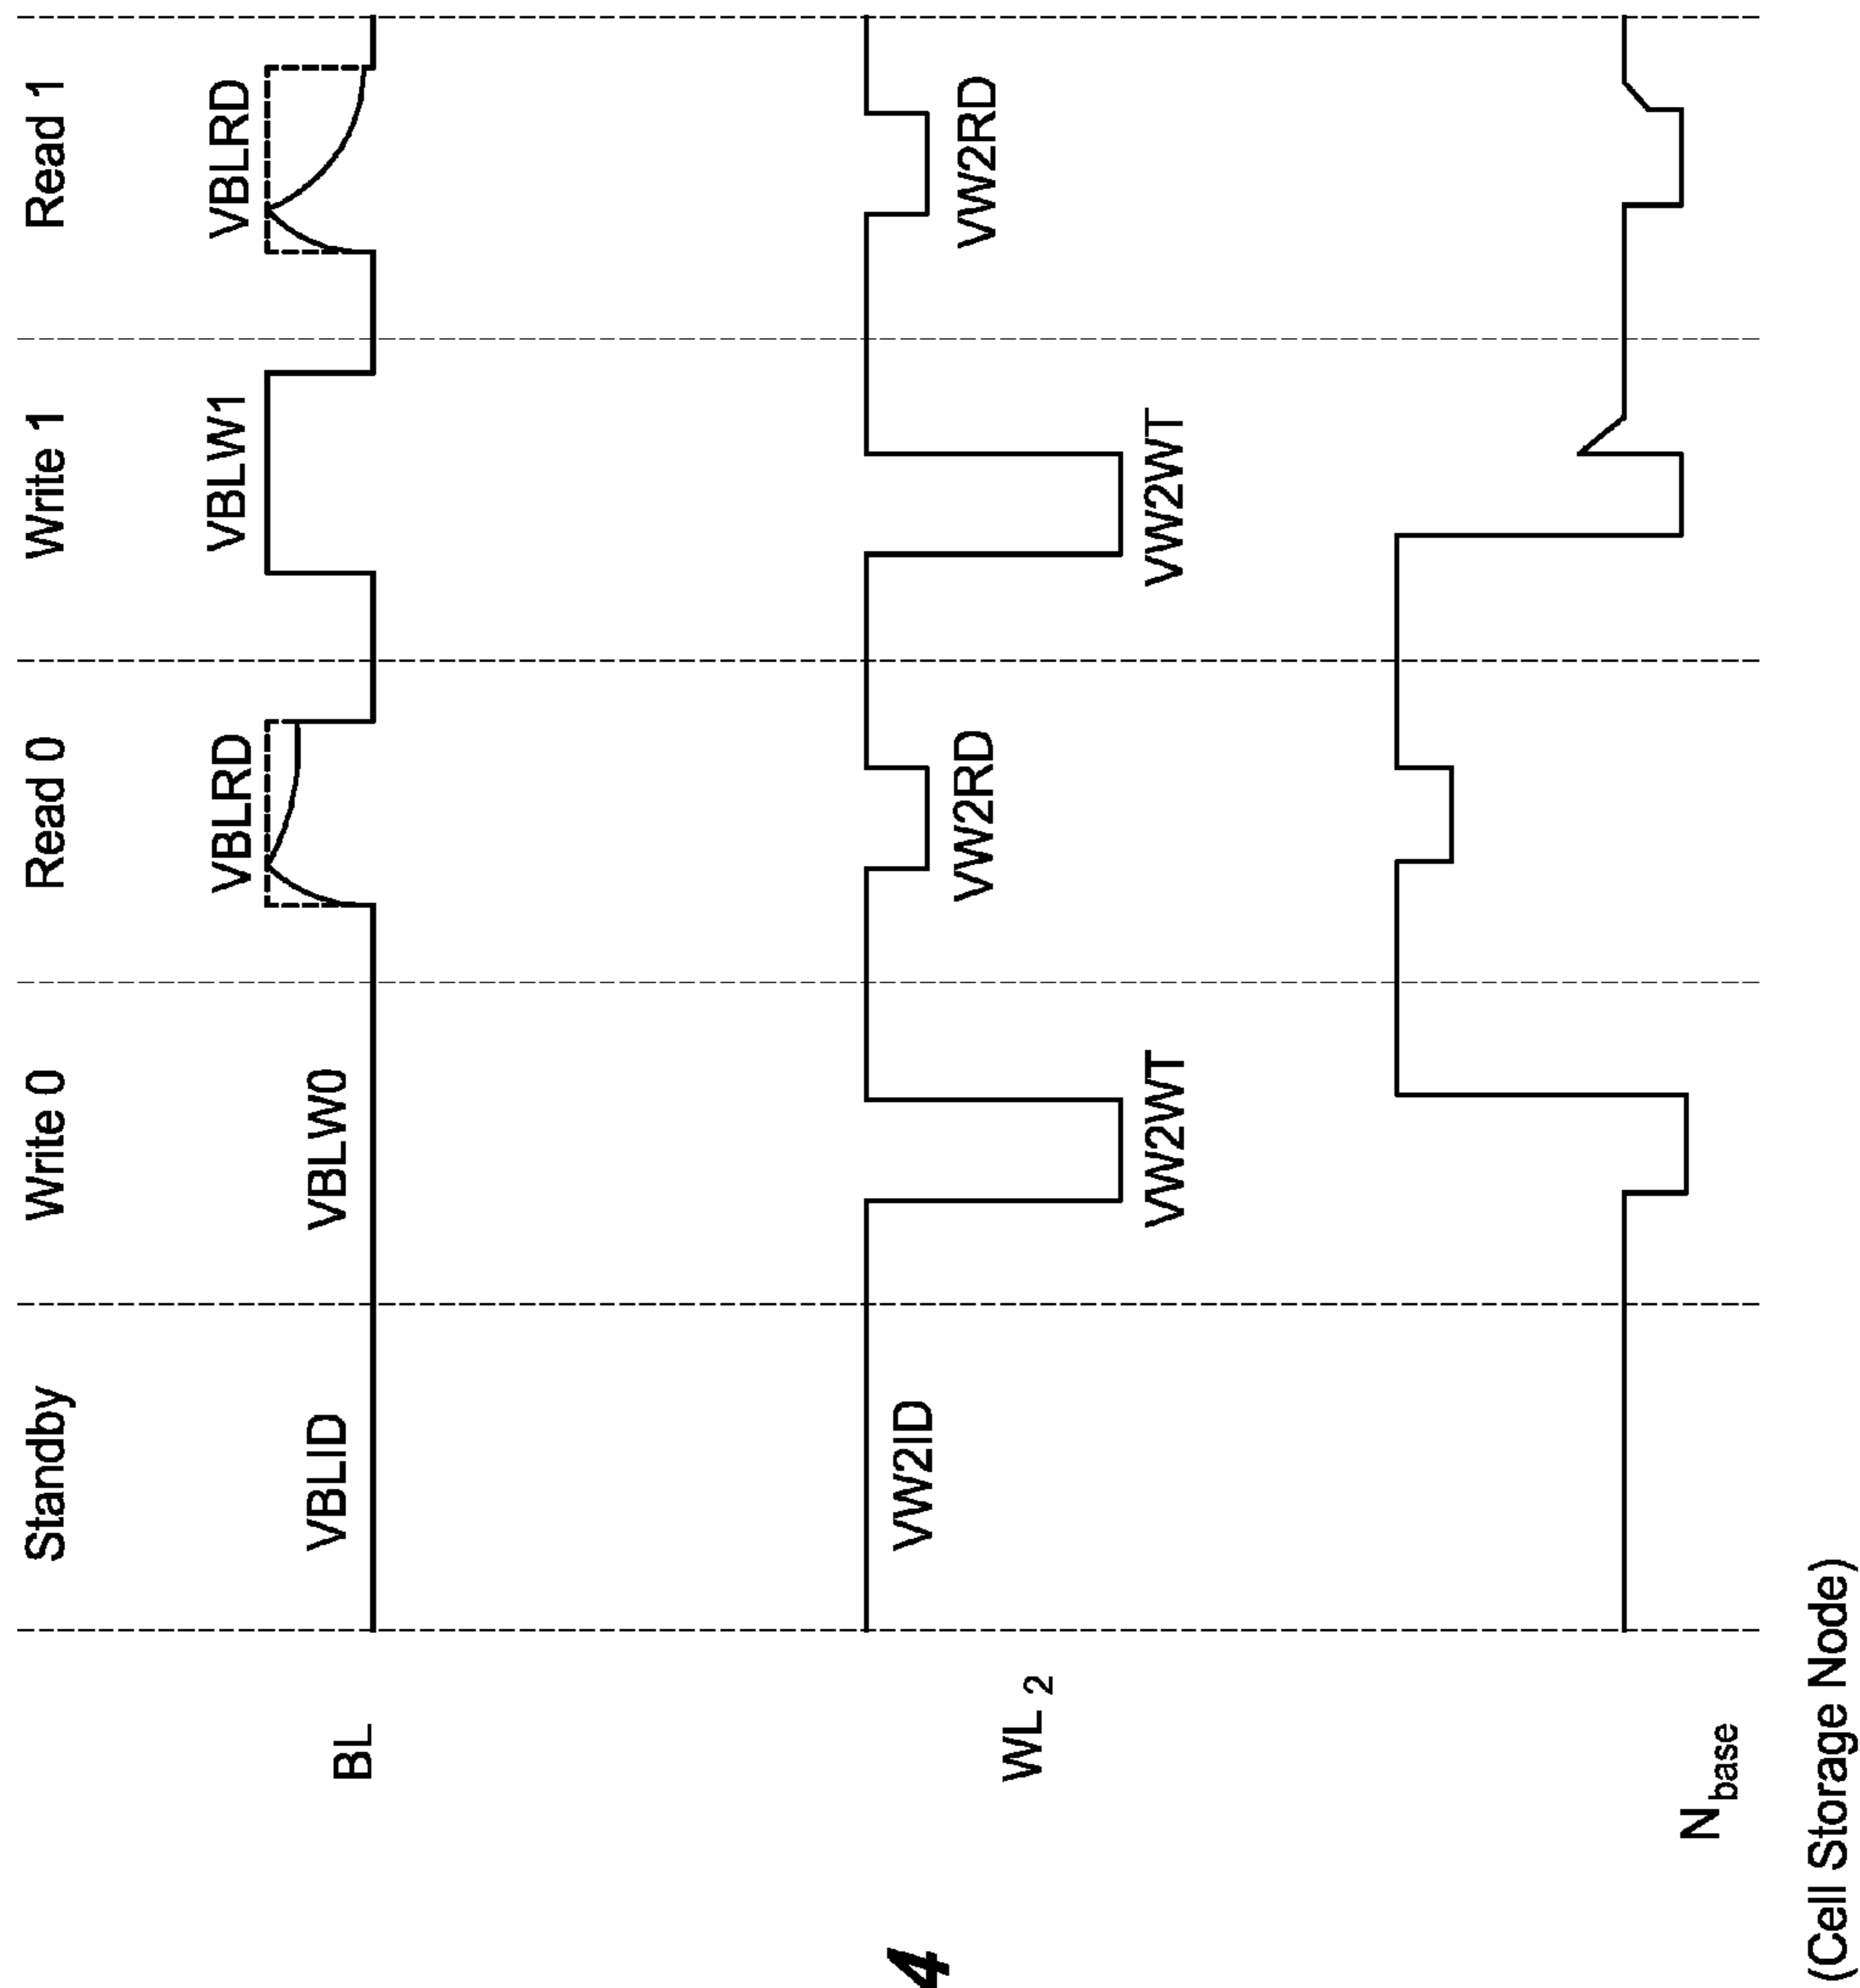 Standby Write 0 Read 0 Write 1 Read 1
VBLRD VBLW1 VBLRD
BL VBLID VBLW0
WL 2 VW2ID VW2RD VW2RD
VW2WT VW2WT
Nbase
(Cell Storage Node)
4